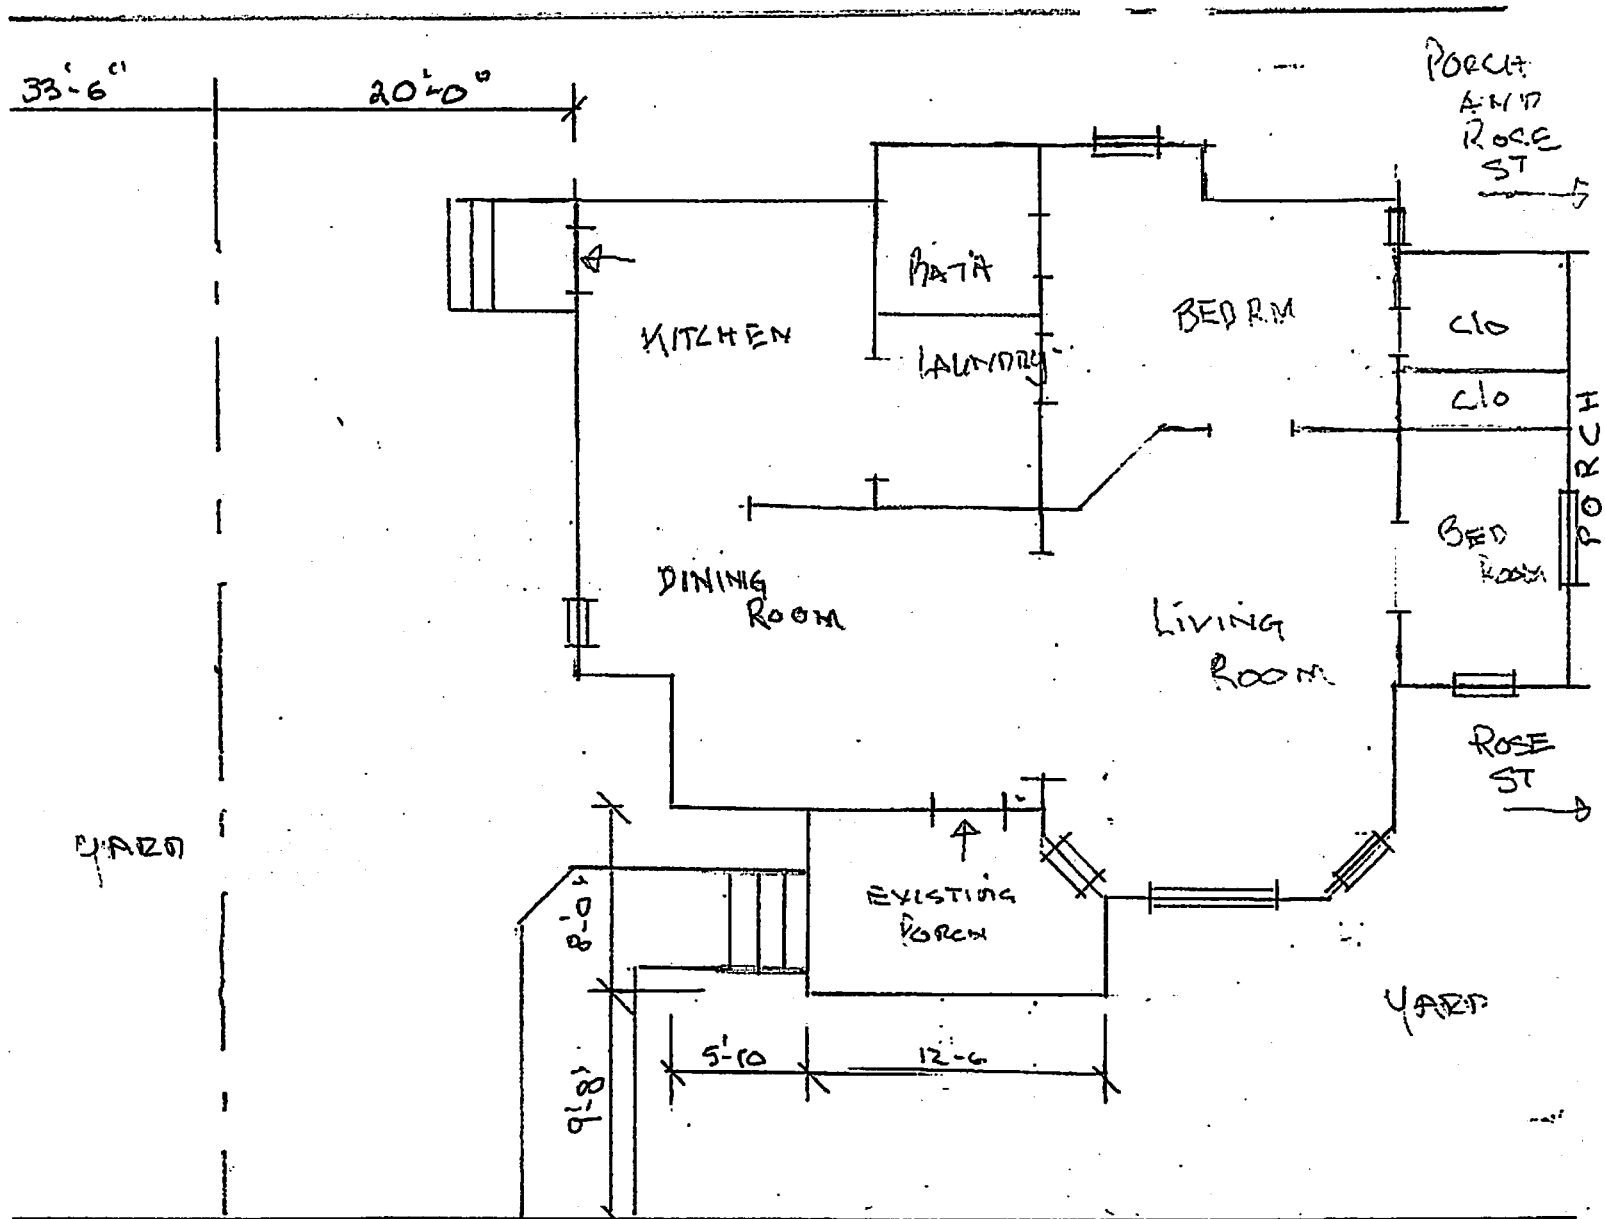 33'-6"
20'-0"
PORCH
AND
ROSE
ST
BATH
KITCHEN
LAUNDRY
BED RM
clo
clo
PORCH
BED
ROOM
DINING
ROOM
LIVING
ROOM
ROSE
ST
YARD
8'-0"
EXISTING
PORCH
YARD
5'-10
12-6
9'-8"